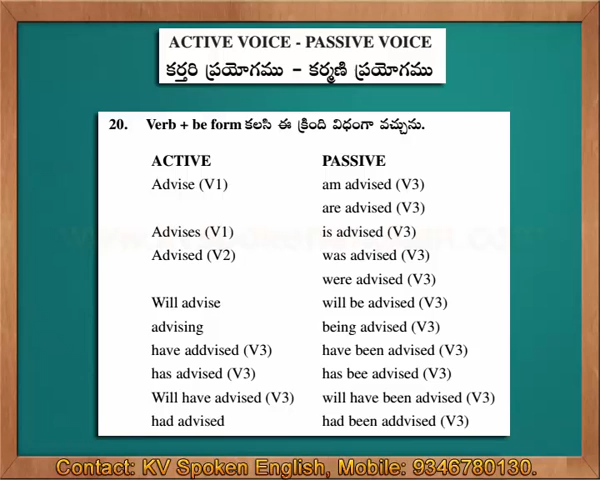 ACTIVE VOICE - PASSIVE VOICE
కర్తరి ప్రయోగము – కర్మణి ప్రయోగము
20. Verb + be form కలసి ఈ క్రింది విధంగా వచ్చును.
ACTIVE PASSIVE
Advise (V1) am advised (V3)
are advised (V3)
Advises (V1) is advised (V3)
Advised (V2) was advised (V3)
were advised (V3)
Will advise will be advised (V3)
advising being advised (V3)
have addvised (V3) have been advised (V3)
has advised (V3) has bee advised (V3)
Will have advised (V3) will have been advised (V3)
had advised had been addvised (V3)
Contact: KV Spoken English, Mobile: 9346780130.